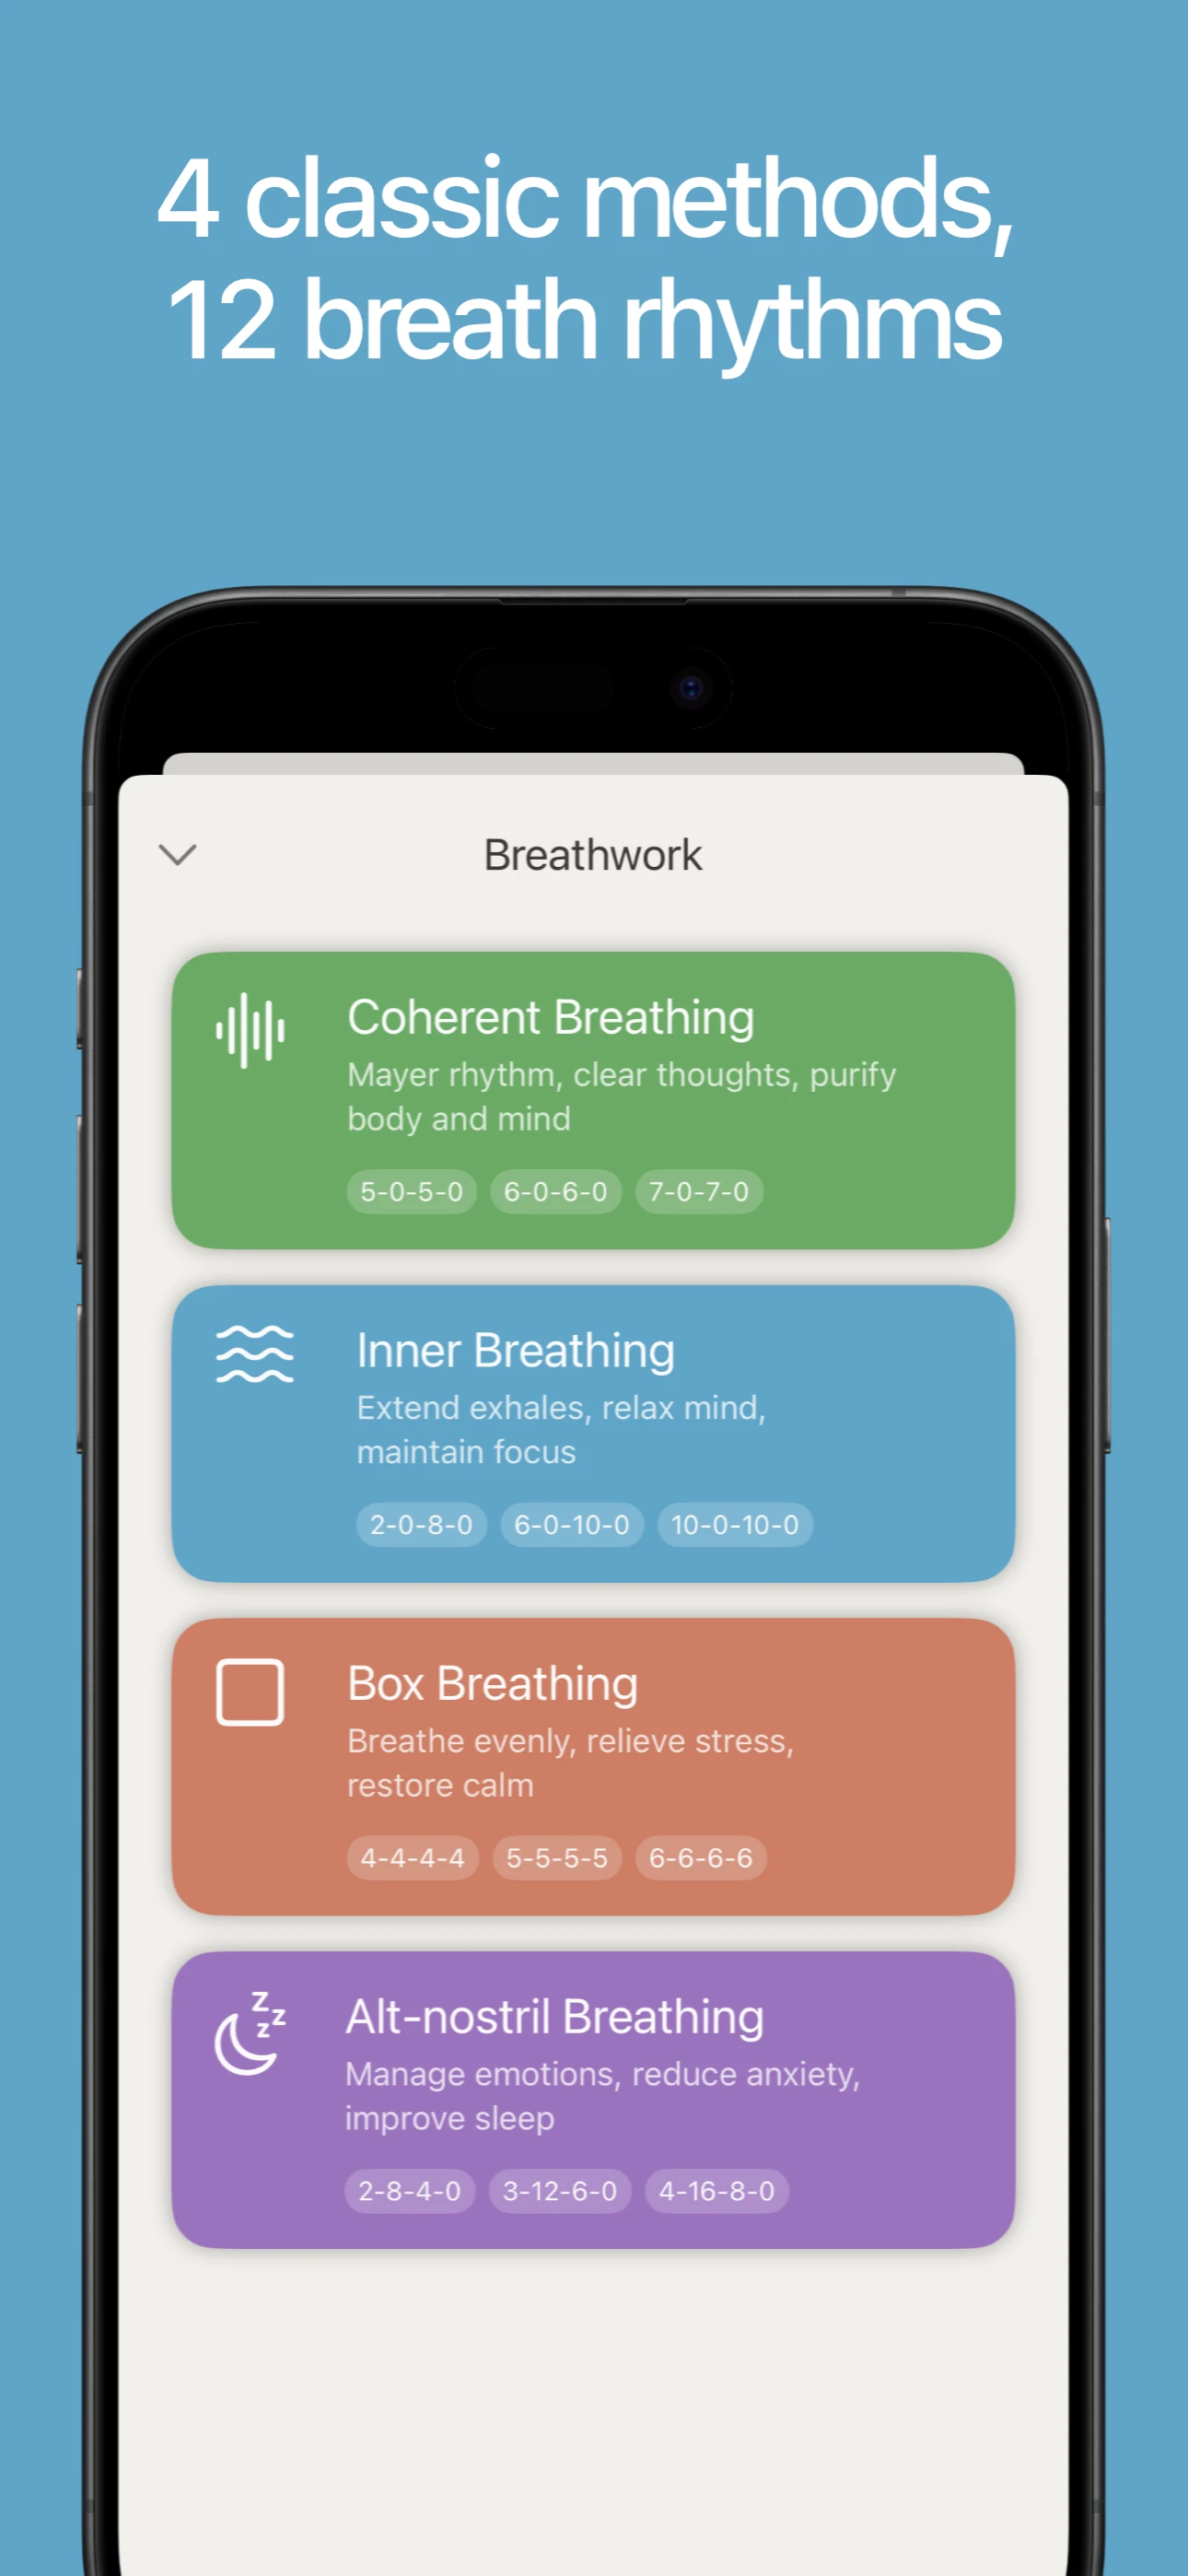 4 classic methods,
12 breath rhythms
Breathwork
Coherent Breathing
Mayer rhythm, clear thoughts, purify
body and mind
5-0-5-0 6-0-6-0 7-0-7-0
Inner Breathing
Extend exhales, relax mind,
maintain focus
2-0-8-0 6-0-10-0 10-0-10-0
Box Breathing
Breathe evenly, relieve stress,
restore calm
4-4-4-4 5-5-5-5 6-6-6-6
Alt-nostril Breathing
Manage emotions, reduce anxiety,
improve sleep
2-8-4-0 3-12-6-0 4-16-8-0